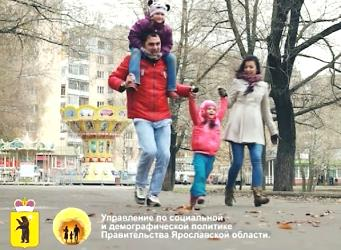 Управление по социальной
и демографической политике
Правительства Ярославской области.